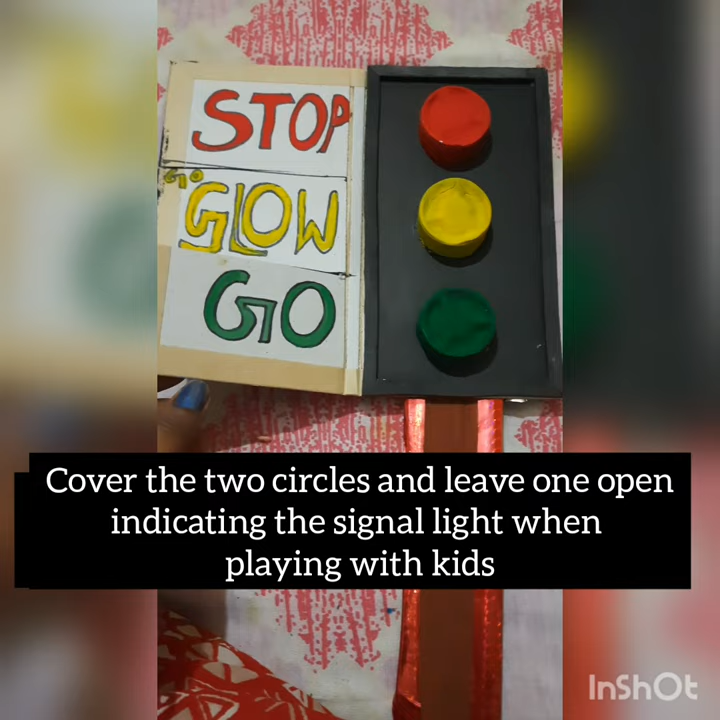 STOP
GO
GLOW
GO
Cover the two circles and leave one open
indicating the signal light when
playing with kids
InShOt